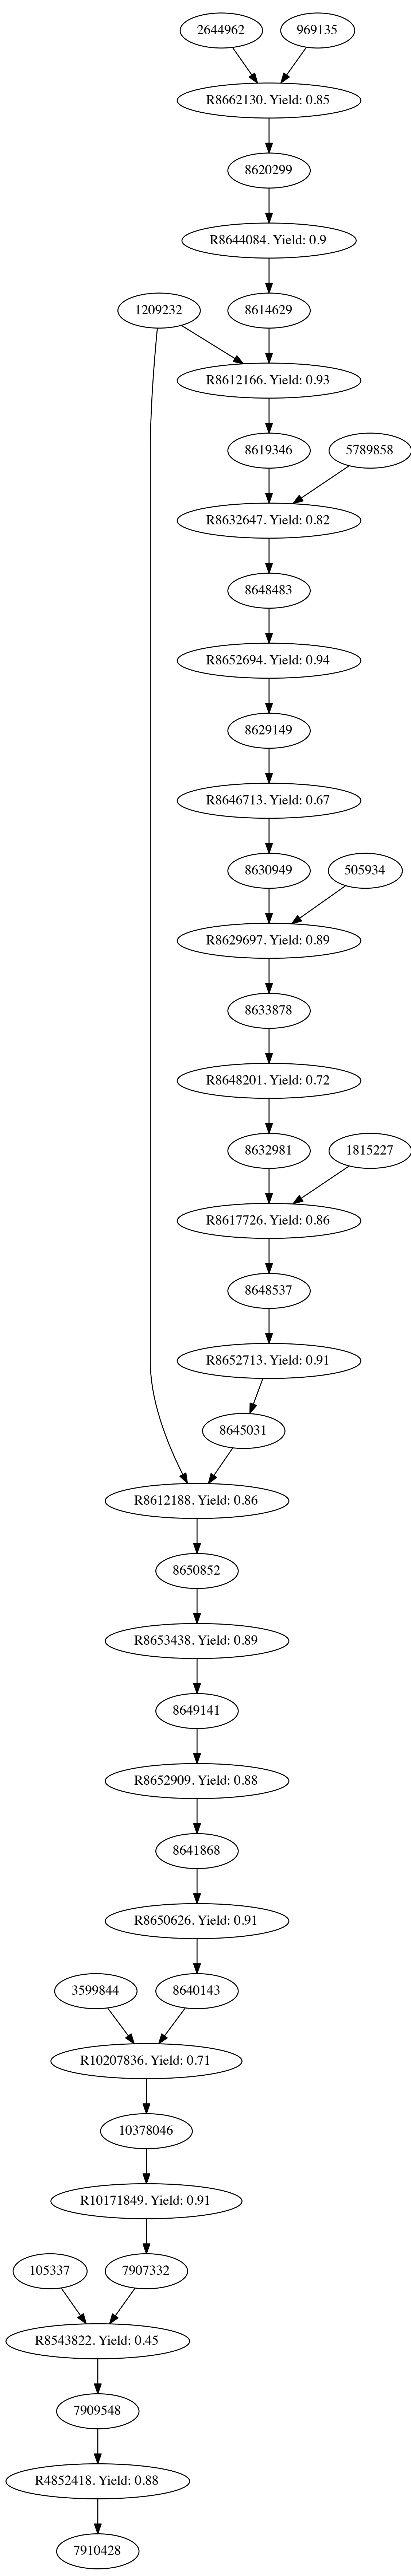 2644962
969135
R8662130. Yield: 0.85
8620299
R8644084. Yield: 0.9
1209232
8614629
R8612166. Yield: 0.93
8619346
5789858
R8632647. Yield: 0.82
8648483
R8652694. Yield: 0.94
8629149
R8646713. Yield: 0.67
8630949
505934
R8629697. Yield: 0.89
8633878
R8648201. Yield: 0.72
8632981
1815227
R8617726. Yield: 0.86
8648537
R8652713. Yield: 0.91
8645031
R8612188. Yield: 0.86
8650852
R8653438. Yield: 0.89
8649141
R8652909. Yield: 0.88
8641868
R8650626. Yield: 0.91
3599844
8640143
R10207836. Yield: 0.71
10378046
R10171849. Yield: 0.91
105337
7907332
R8543822. Yield: 0.45
7909548
R4852418. Yield: 0.88
7910428